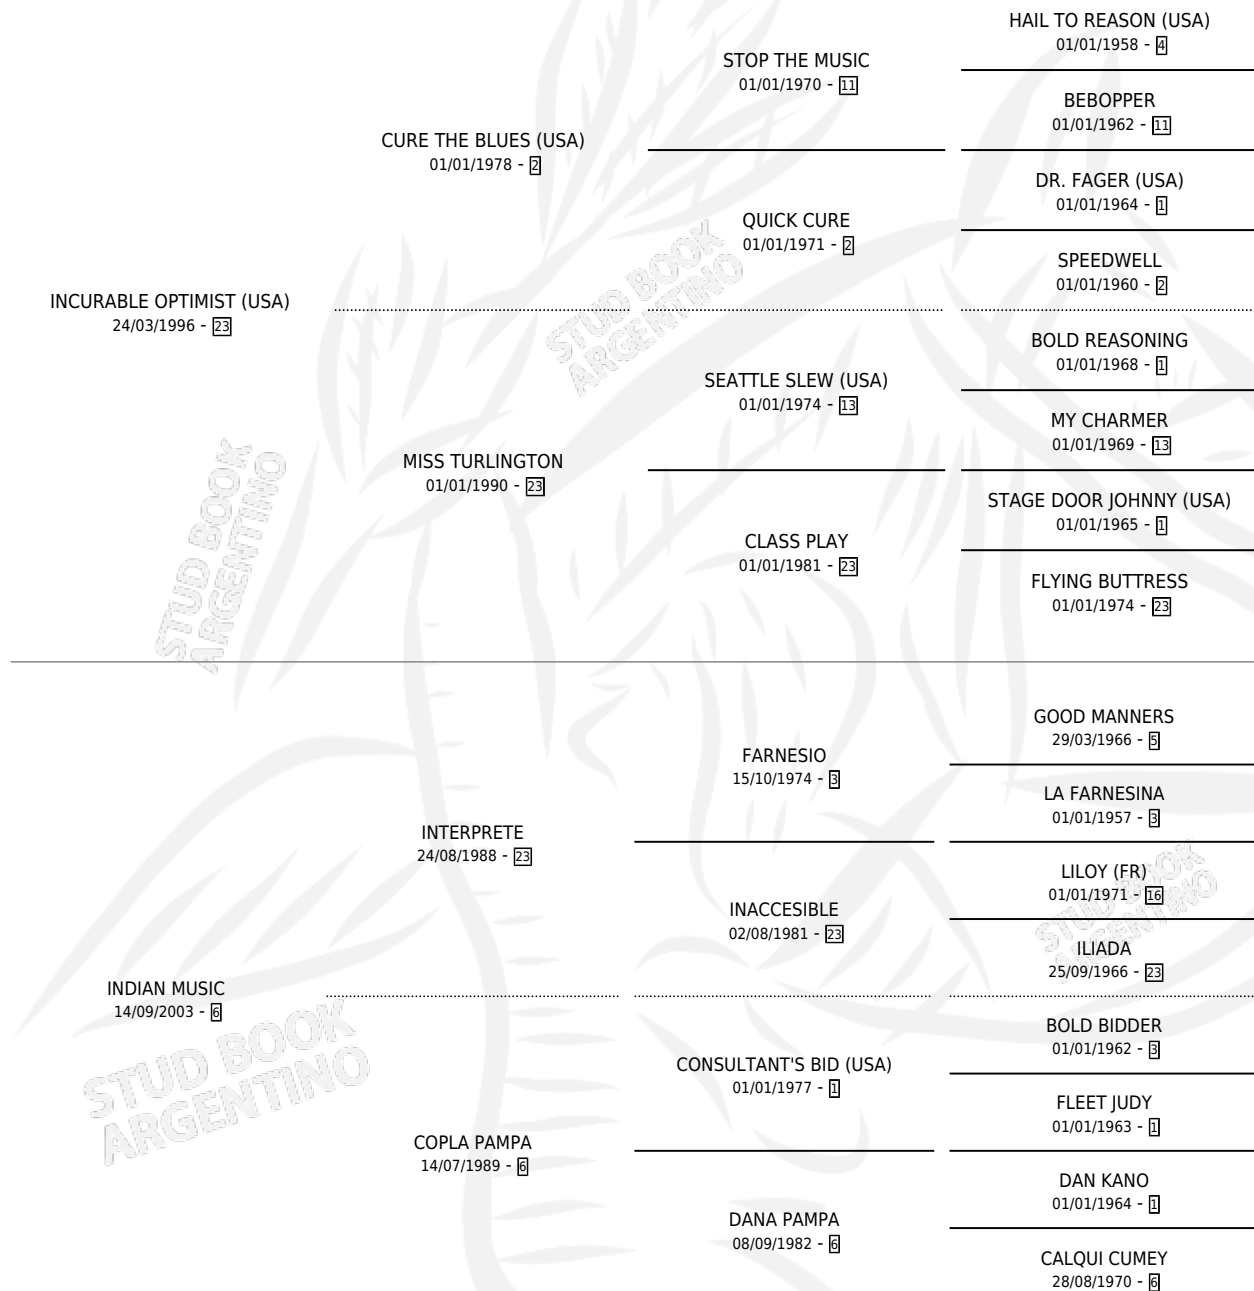 HAIL TO REASON (USA)
01/01/1958 - 4
STOP THE MUSIC
01/01/1970 - 11
BEBOPPER
01/01/1962 - 11
CURE THE BLUES (USA)
01/01/1978 - 2
DR. FAGER (USA)
01/01/1964 - 1
QUICK CURE
01/01/1971 - 2
SPEEDWELL
01/01/1960 - 2
INCURABLE OPTIMIST (USA)
24/03/1996 - 23
BOLD REASONING
01/01/1968 - 1
SEATTLE SLEW (USA)
01/01/1974 - 13
MY CHARMER
01/01/1969 - 13
MISS TURLINGTON
01/01/1990 - 23
STAGE DOOR JOHNNY (USA)
01/01/1965 - 1
CLASS PLAY
01/01/1981 - 23
FLYING BUTTRESS
01/01/1974 - 23
GOOD MANNERS
29/03/1966 - 5
FARNESIO
15/10/1974 - 3
LA FARNESINA
01/01/1957 - 3
INTERPRETE
24/08/1988 - 23
LILOY (FR)
01/01/1971 - 16
INACCESIBLE
02/08/1981 - 23
ILIADA
25/09/1966 - 23
INDIAN MUSIC
14/09/2003 - 6
BOLD BIDDER
01/01/1962 - 3
CONSULTANT'S BID (USA)
01/01/1977 - 1
FLEET JUDY
01/01/1963 - 1
COPLA PAMPA
14/07/1989 - 6
DAN KANO
01/01/1964 - 1
DANA PAMPA
08/09/1982 - 6
CALQUI CUMEY
28/08/1970 - 6
STUD BOOK
ARGENTINO
STUD BOOK
ARGENTINO
STUD BOOK
ARGENTINO
STUD BOOK
ARGENTINO